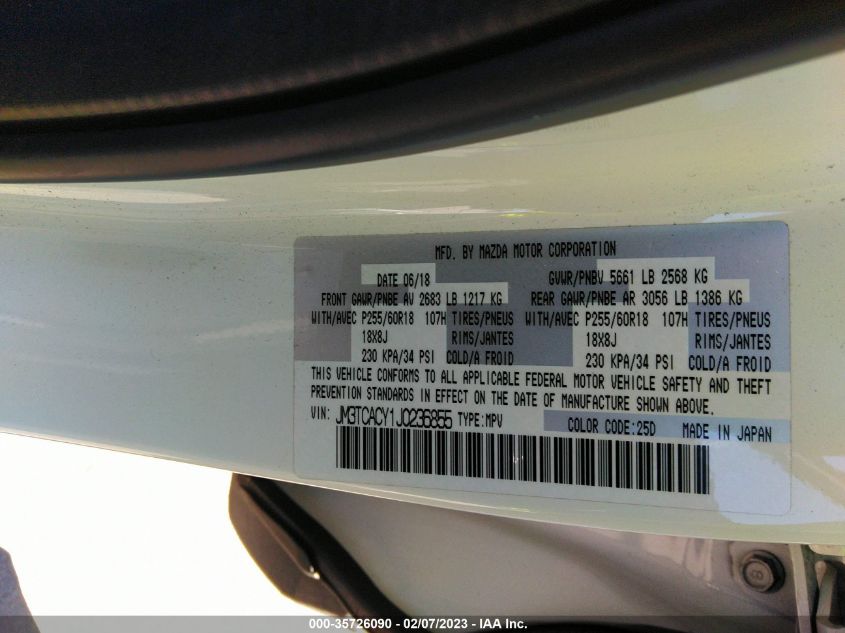 MFD. BY MAZDA MOTOR CORPORATION
DATE 06/18 GVWR/PNBV 5661 LB 2568 KG
FRONT GAWR/PNBE AV 2683 LB 1217 KG REAR GAWR/PNBE AR 3056 LB 1386 KG
WITH/AVEC P255/60R18 107H TIRES/PNEUS WITH/AVEC P255/60R18 107H TIRES/PNEUS
18X8J RIMS/JANTES 18X8J RIMS/JANTES
230 KPA/34 PSI COLD/A FROID 230 KPA/34 PSI COLD/A FROID
THIS VEHICLE CONFORMS TO ALL APPLICABLE FEDERAL MOTOR VEHICLE SAFETY AND THEFT
PREVENTION STANDARDS IN EFFECT ON THE DATE OF MANUFACTURE SHOWN ABOVE.
VIN: JM3TCACY1J0236855 TYPE:MPV COLOR CODE:25D MADE IN JAPAN
000-35726090 - 02/07/2023 - IAA Inc.